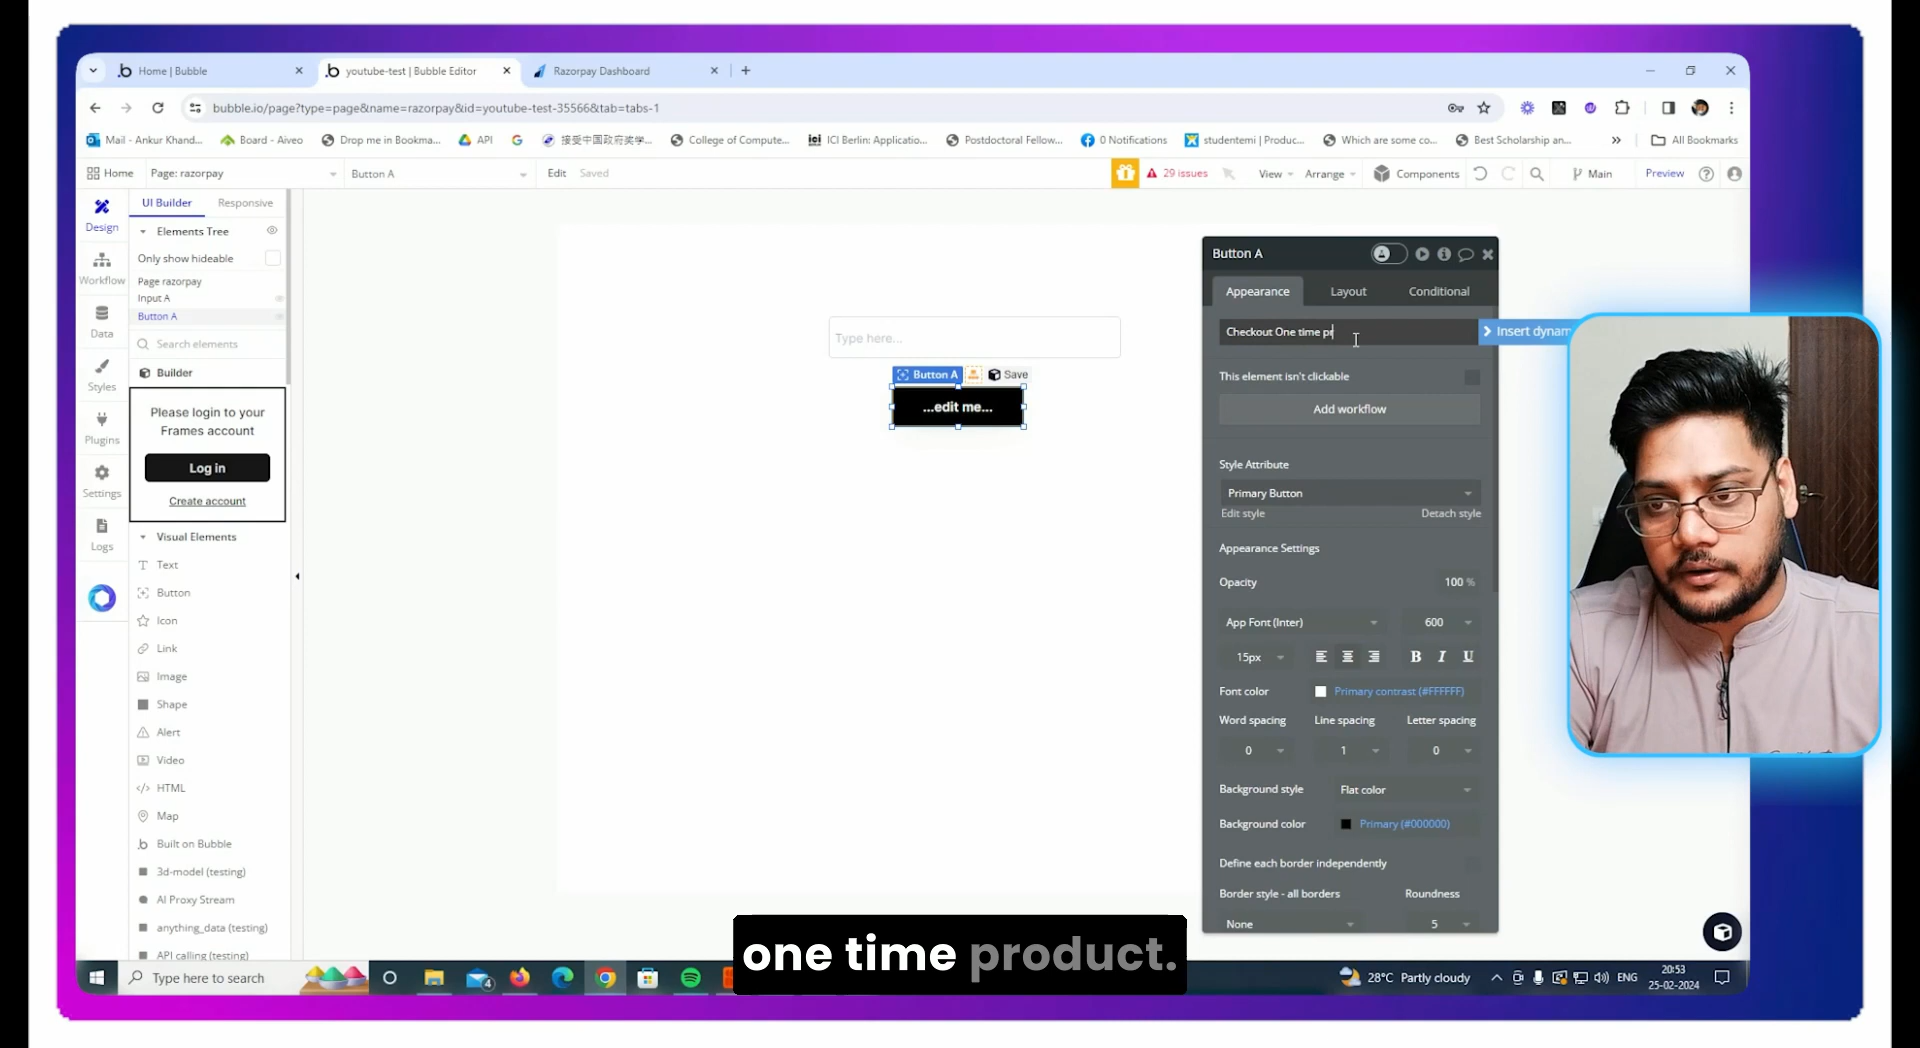 Home | Bubble
youtube-test | Bubble Editor
Razorpay Dashboard
bubble.io/page?type=page&name=razorpay&id=youtube-test-35566&tab=tabs-1
Mail - Ankur Khand...
Board - Aiveo
Drop me in Bookma...
API
接受中国政府奖学...
College of Compute...
ici
ICI Berlin: Applicatio...
Postdoctoral Fellow...
0 Notifications
studentemi | Produc...
Which are some co...
Best Scholarship an...
»
All Bookmarks
Home
Page: razorpay
Button A
Edit
Saved
29 issues
View
Arrange
Components
Main
Preview
Design
Workflow
Data
Styles
Plugins
Settings
Logs
UI Builder
Responsive
Elements Tree
Only show hideable
Page razorpay
Input A
Button A
Search elements
Builder
Please login to your
Frames account
Log in
Create account
Visual Elements
Text
Button
Icon
Link
Image
Shape
Alert
Video
HTML
Map
Built on Bubble
3d-model (testing)
AI Proxy Stream
anything_data (testing)
API calling (testing)
Type here...
Button A
Save
...edit me...
Button A
Appearance
Layout
Conditional
Checkout One time pr
Insert dynam
This element isn't clickable
Add workflow
Style Attribute
Primary Button
Edit style
Detach style
Appearance Settings
Opacity
100 %
App Font (Inter)
600
15px
B I U
Font color
Primary contrast (#FFFFFF)
Word spacing
Line spacing
Letter spacing
0
1
0
Background style
Flat color
Background color
Primary (#000000)
Define each border independently
Border style - all borders
Roundness
None
5
one time product.
Type here to search
4
28°C Partly cloudy
ENG
20:53
25-02-2024